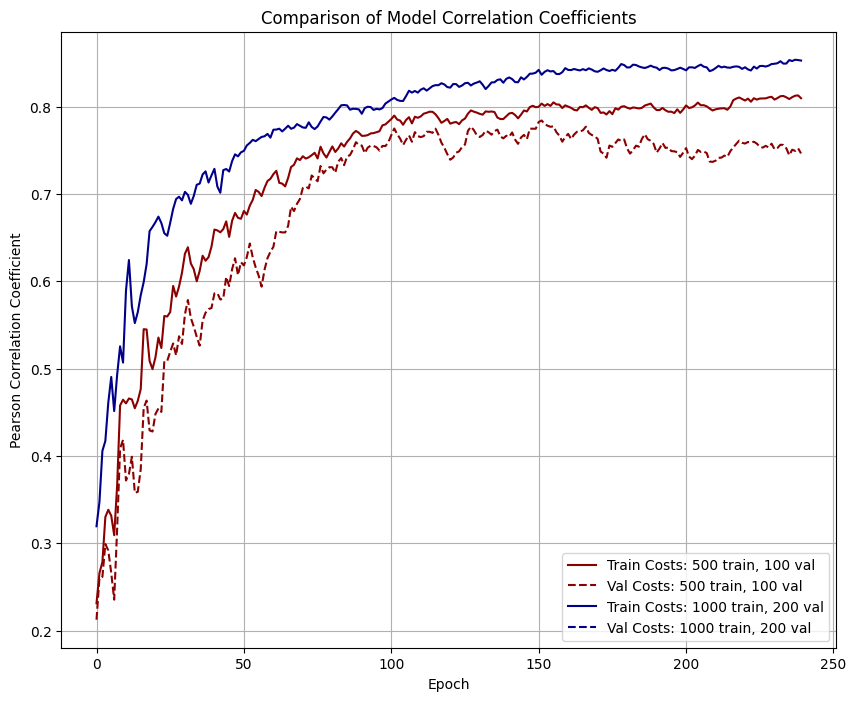 Comparison of Model Correlation Coefficients
Pearson Correlation Coefficient
0.8
0.7
0.6
0.5
0.4
0.3
0.2
Train Costs: 500 train, 100 val
Val Costs: 500 train, 100 val
Train Costs: 1000 train, 200 val
Val Costs: 1000 train, 200 val
0
50
100
150
200
250
Epoch